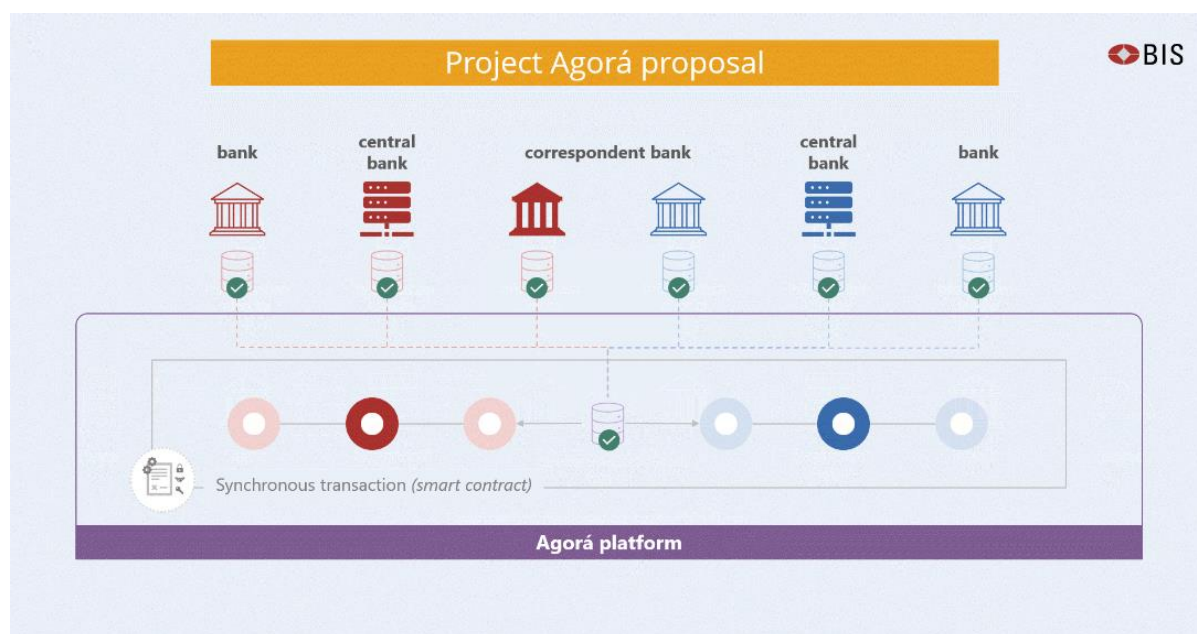 Project Agorá proposal
BIS
bank
central
bank
correspondent bank
central
bank
bank
Synchronous transaction (smart contract)
Agorá platform